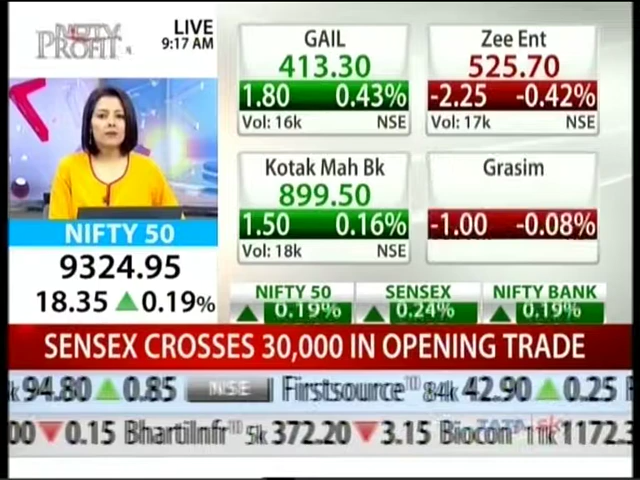 NDTV
PROFIT
LIVE
9:17 AM
NIFTY 50
9324.95
18.35 ▲ 0.19%
GAIL
413.30
1.80 0.43%
Vol: 16k NSE
Zee Ent
525.70
-2.25 -0.42%
Vol: 17k NSE
Kotak Mah Bk
899.50
1.50 0.16%
Vol: 18k NSE
Grasim
-1.00 -0.08%
NIFTY 50
▲ 0.19%
SENSEX
▲ 0.24%
NIFTY BANK
▲ 0.19%
SENSEX CROSSES 30,000 IN OPENING TRADE
94.80 ▲ 0.85 NSE Firstsource 84k 42.90 ▲ 0.25
▼ 0.15 BhartiInfr 5k 372.20 ▼ 3.15 Biocon 11k 1172.3
TATA sky